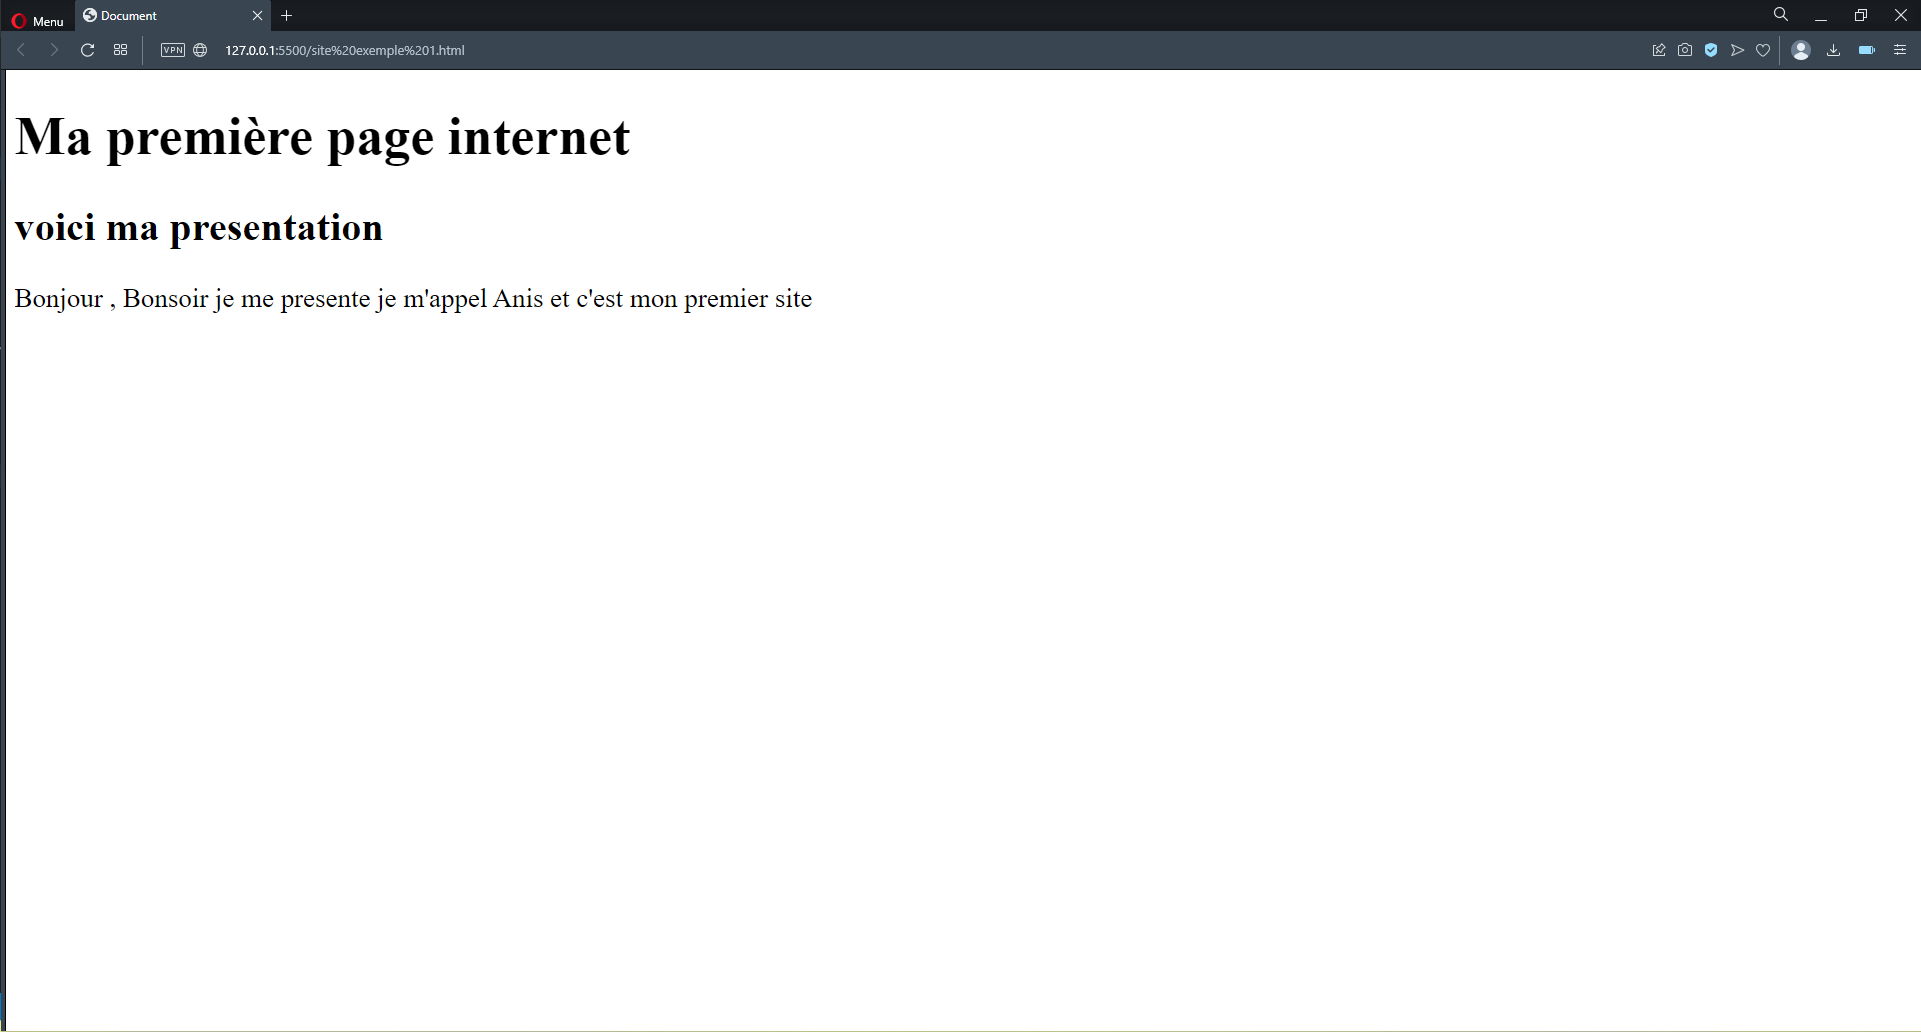 Menu
Document
VPN
127.0.0.1:5500/site%20exemple%201.html
Ma première page internet
voici ma presentation
Bonjour , Bonsoir je me presente je m'appel Anis et c'est mon premier site